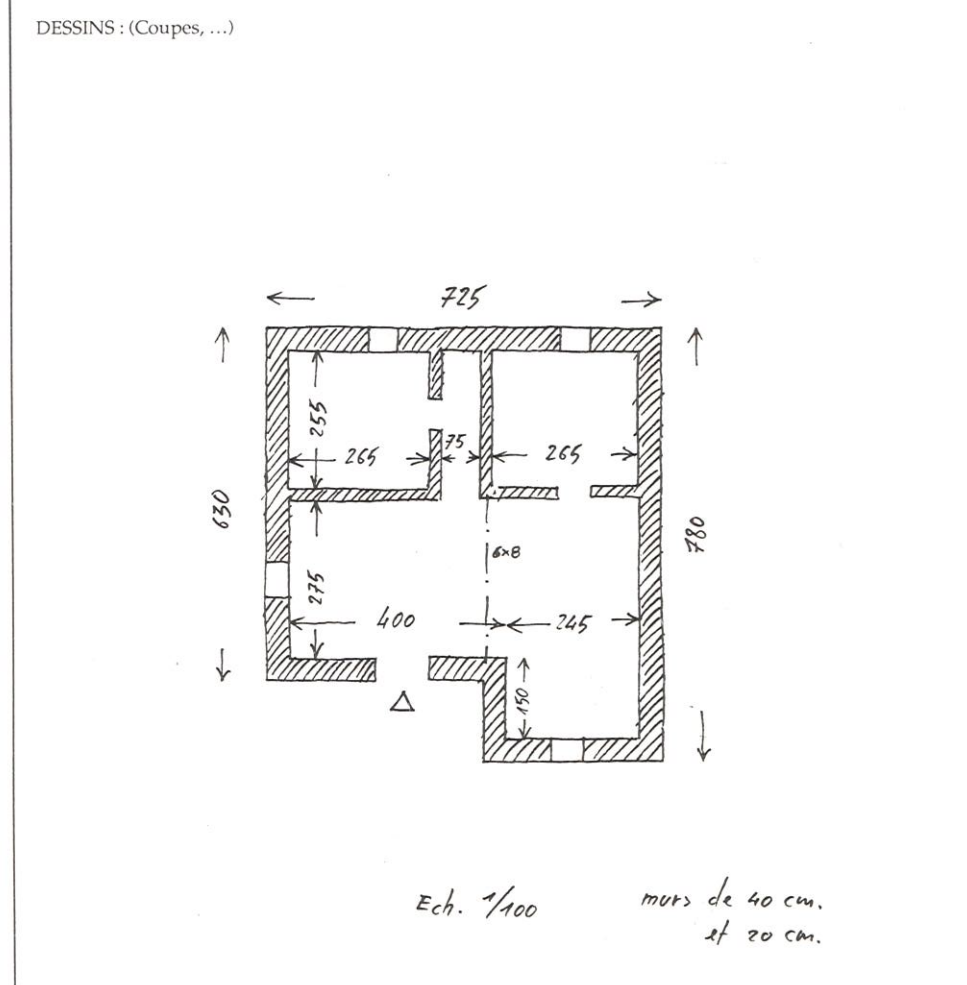 DESSINS : (Coupes, ...)
725
255
265
75
265
630
780
6x8
275
400
245
150
Ech. 1/100
murs de 40 cm.
et 20 cm.